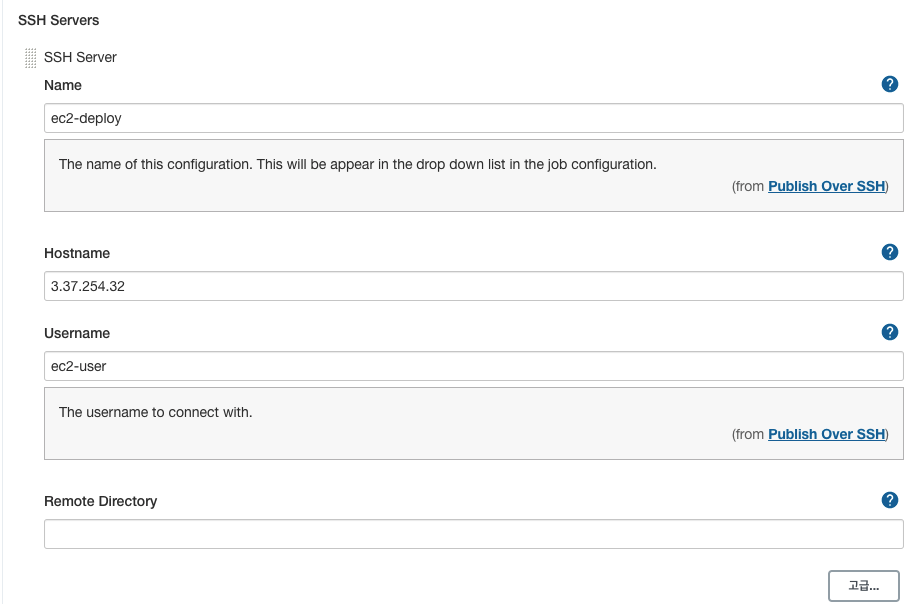 SSH Servers
SSH Server
Name
?
ec2-deploy
The name of this configuration. This will be appear in the drop down list in the job configuration.
(from Publish Over SSH)
Hostname
?
3.37.254.32
Username
?
ec2-user
The username to connect with.
(from Publish Over SSH)
Remote Directory
?
고급...